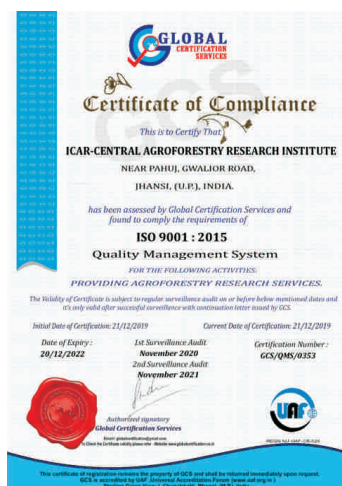 GLOBAL
CERTIFICATION
SERVICES
Certificate of Compliance
This is to Certify That
ICAR-CENTRAL AGROFORESTRY RESEARCH INSTITUTE
NEAR PAHUJ, GWALIOR ROAD,
JHANSI, (U.P.), INDIA.
has been assessed by Global Certification Services and
found to comply the requirements of
ISO 9001 : 2015
Quality Management System
FOR THE FOLLOWING ACTIVITIES:
PROVIDING AGROFORESTRY RESEARCH SERVICES.
The Validity of Certificate is subject to regular surveillance audit on or before below mentioned dates and
it's only valid after successful surveillance with continuation letter issued by GCS.
Initial Date of Certification: 21/12/2019 Current Date of Certification: 21/12/2019
Date of Expiry :
20/12/2022
1st Surveillance Audit
November 2020
2nd Surveillance Audit
November 2021
Certification Number :
GCS/QMS/0353
Authorized signatory
Global Certification Services
UAF
This certificate of registration remains the property of GCS and shall be returned immediately upon request.
GCS is accredited by UAF ,Universal Accreditation Forum (www.uaf.org.in )